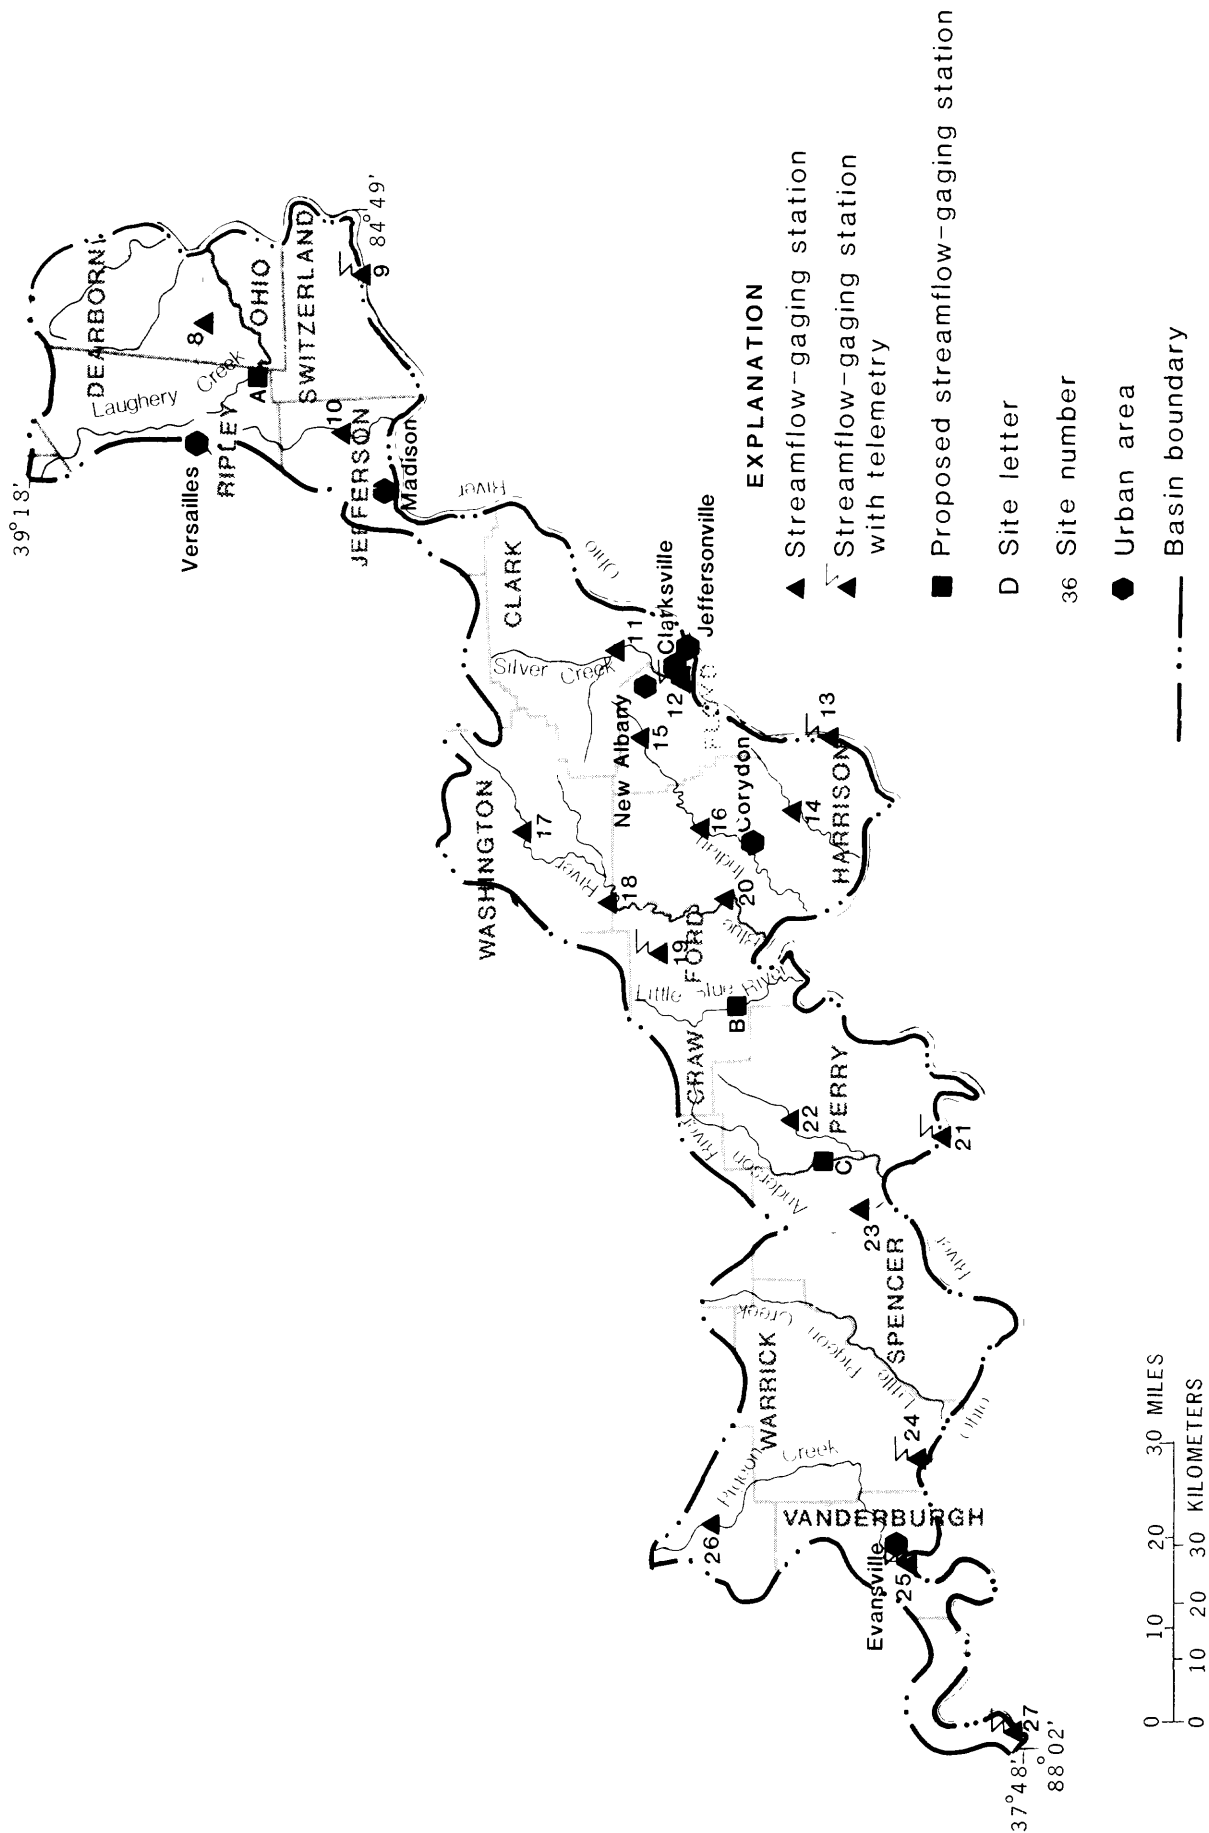 39°18'
DEARBORN
Laughery Creek
8
A
OHIO
Versailles
RIPLEY
SWITZERLAND
9
84°49'
10
JEFFERSON
Madison
River
Ohio
CLARK
Silver Creek
11
Clarksville
Jeffersonville
12
New Albany
15
FLOYD
13
WASHINGTON
17
16
Corydon
14
HARRISON
Indian
River
18
20
Blue
19
CRAW FORD
Little Blue River
B
PERRY
22
21
C
Anderson River
23
SPENCER
River
Ohio
Little Pigeon Creek
WARRICK
24
Pigeon Creek
VANDERBURGH
26
Evansville
25
27
37°48'
88°02'
EXPLANATION
Streamflow-gaging station
Streamflow-gaging station
with telemetry
Proposed streamflow-gaging station
D Site letter
36 Site number
Urban area
Basin boundary
0 10 20 30 MILES
0 10 20 30 KILOMETERS